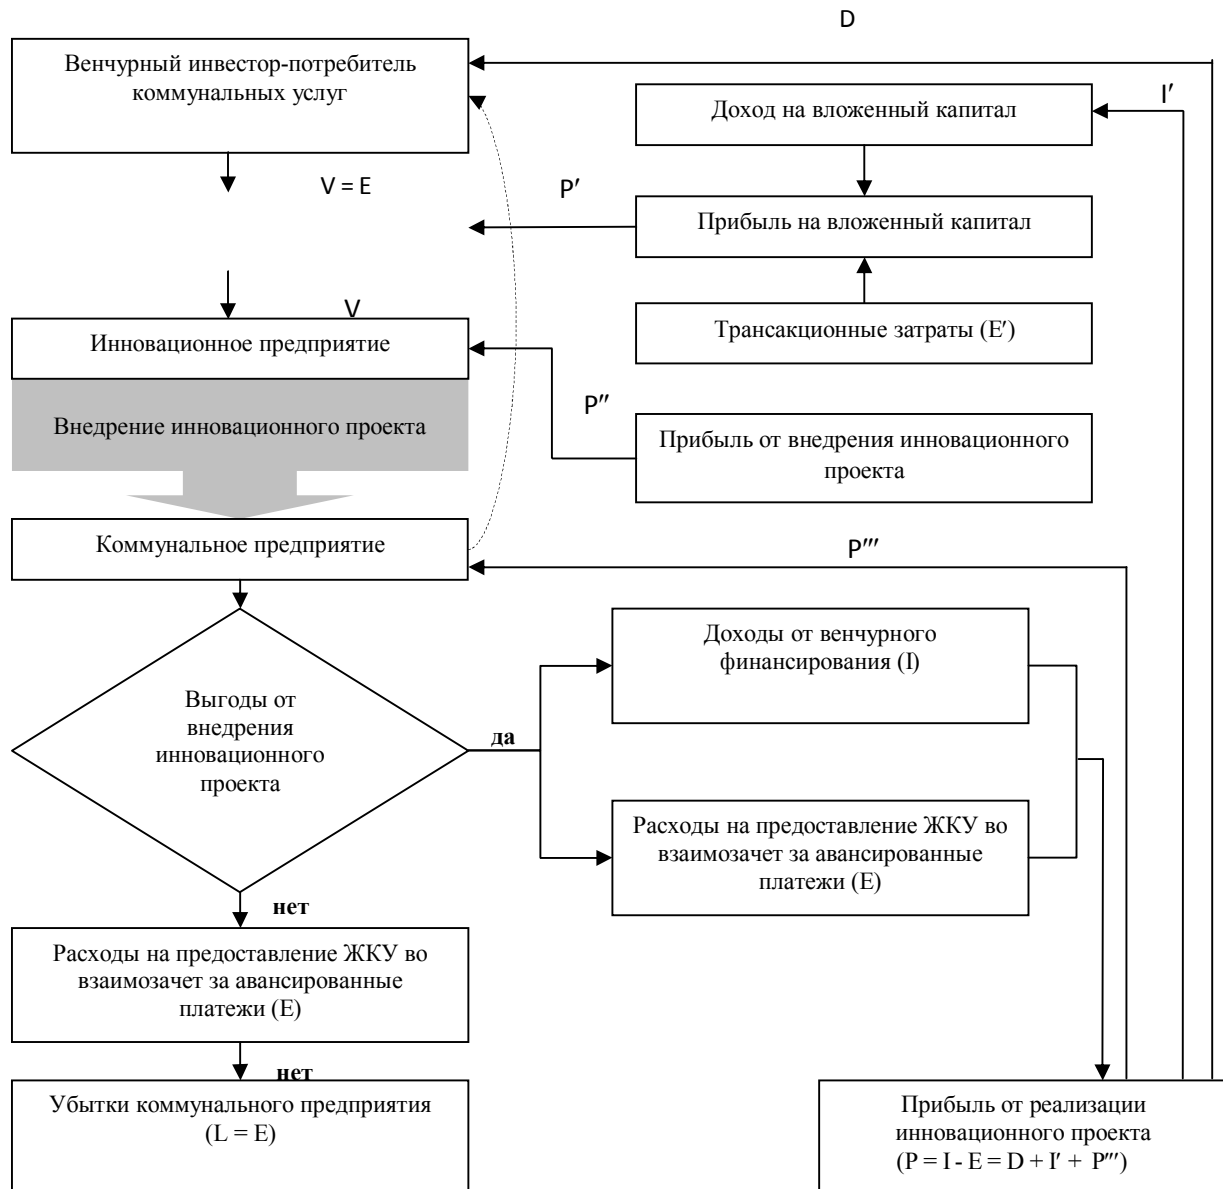 D
Венчурный инвестор-потребитель
коммунальных услуг
I′
Доход на вложенный капитал
V = E
P′
Прибыль на вложенный капитал
V
Трансакционные затраты (E′)
Инновационное предприятие
P″
Внедрение инновационного проекта
Прибыль от внедрения инновационного
проекта
Коммунальное предприятие
P‴
Доходы от венчурного
финансирования (I)
Выгоды от
внедрения
инновационного
проекта
да
Расходы на предоставление ЖКУ во
взаимозачет за авансированные
платежи (E)
нет
Расходы на предоставление ЖКУ во
взаимозачет за авансированные
платежи (E)
нет
Убытки коммунального предприятия
(L = E)
Прибыль от реализации
инновационного проекта
(P = I - E = D + I′ + P‴)